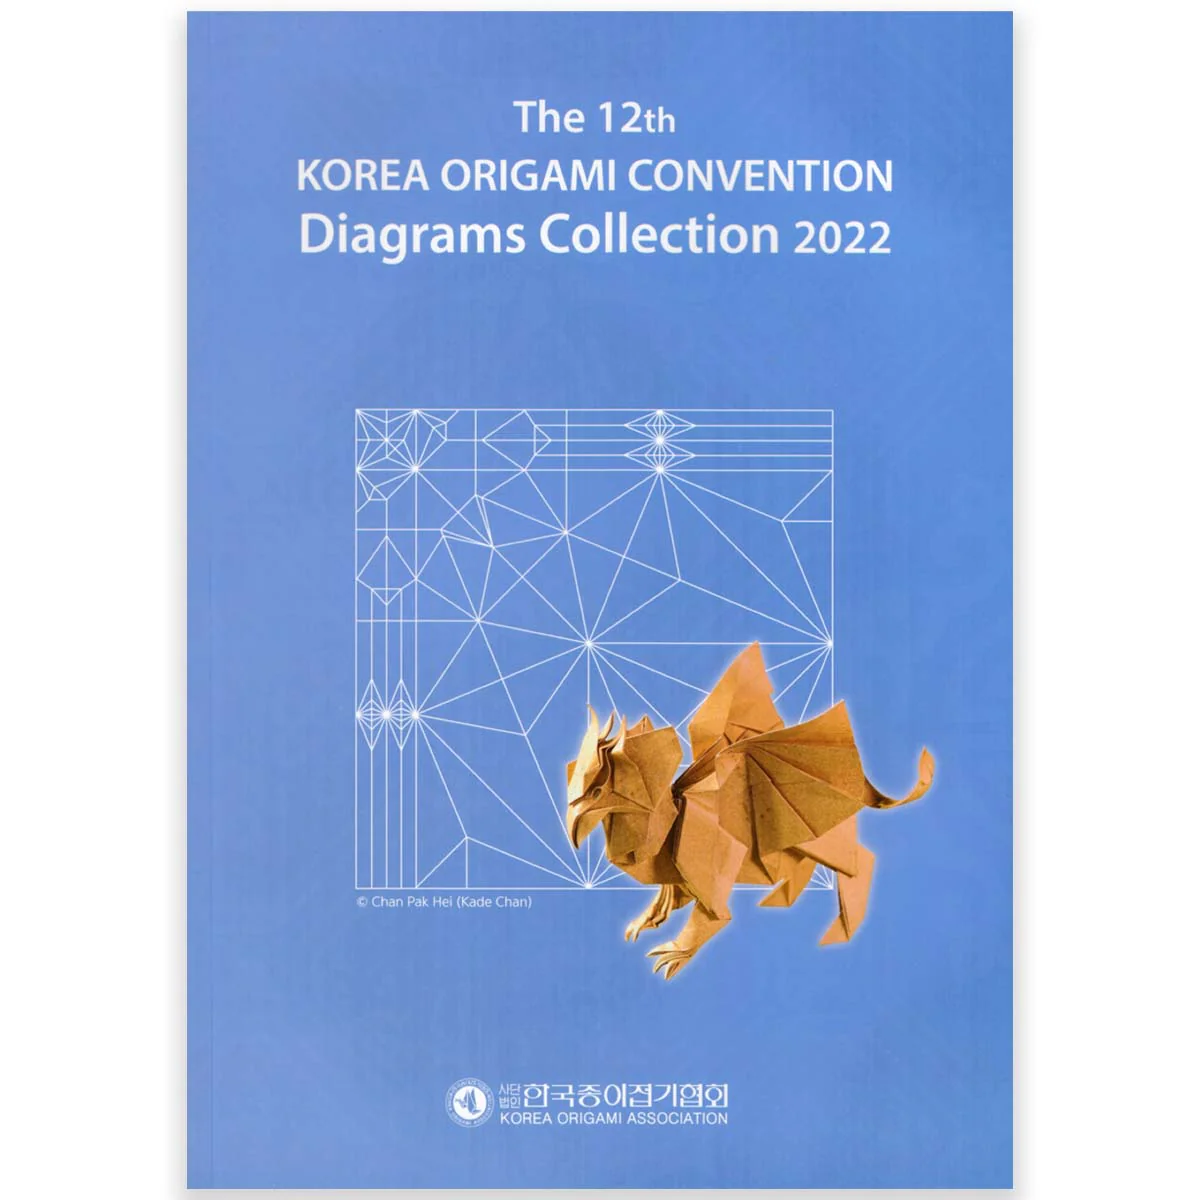 The 12th
KOREA ORIGAMI CONVENTION
Diagrams Collection 2022
© Chan Pak Hei (Kade Chan)
사단법인 한국종이접기협회
KOREA ORIGAMI ASSOCIATION